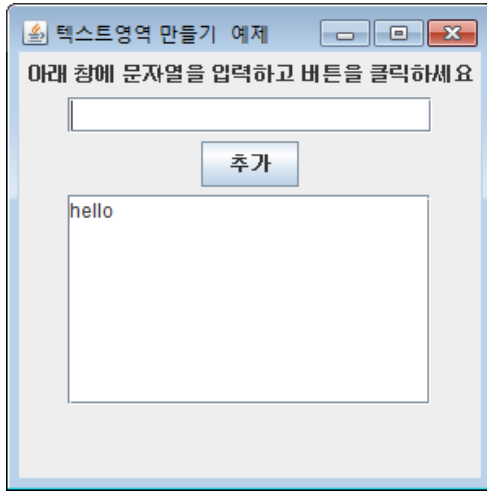 텍스트영역 만들기 예제
아래 창에 문자열을 입력하고 버튼을 클릭하세요
추가
hello